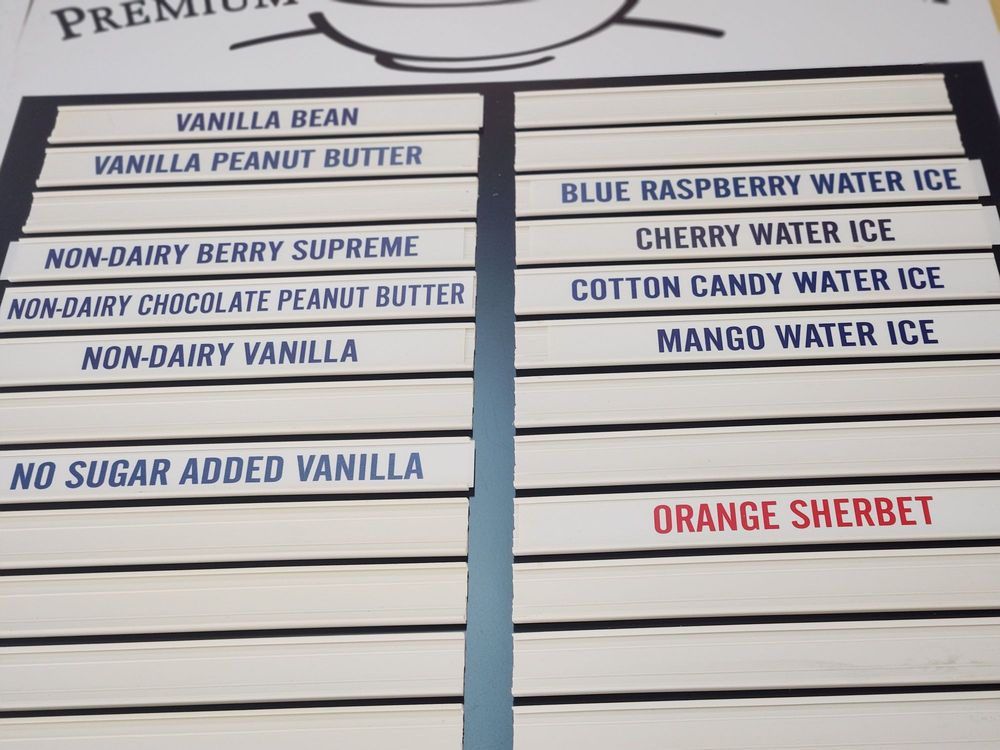 PREMIUM
VANILLA BEAN
VANILLA PEANUT BUTTER
NON-DAIRY BERRY SUPREME
NON-DAIRY CHOCOLATE PEANUT BUTTER
NON-DAIRY VANILLA
NO SUGAR ADDED VANILLA
BLUE RASPBERRY WATER ICE
CHERRY WATER ICE
COTTON CANDY WATER ICE
MANGO WATER ICE
ORANGE SHERBET